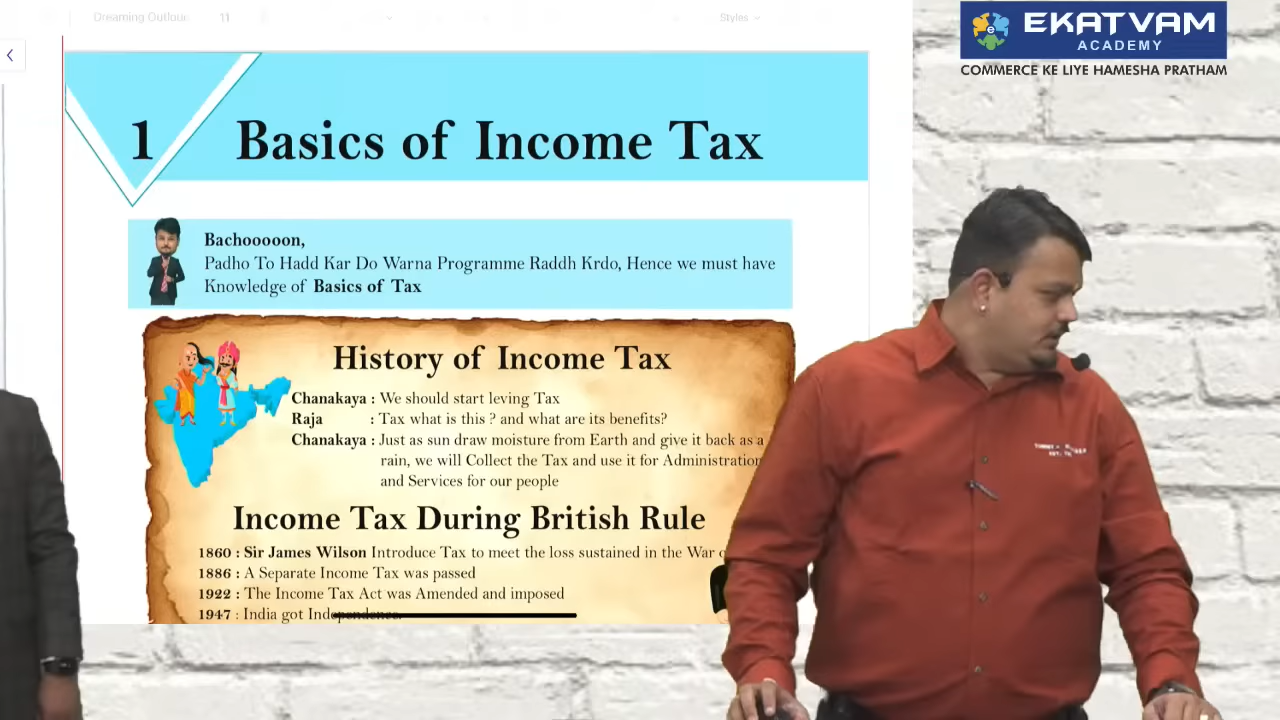 Dreaming Outlour 11 Styles
EKATVAM
ACADEMY
COMMERCE KE LIYE HAMESHA PRATHAM
1 Basics of Income Tax
Bachooooon,
Padho To Hadd Kar Do Warna Programme Raddh Krdo, Hence we must have
Knowledge of Basics of Tax
History of Income Tax
Chanakaya : We should start leving Tax
Raja : Tax what is this ? and what are its benefits?
Chanakaya : Just as sun draw moisture from Earth and give it back as a
rain, we will Collect the Tax and use it for Administration
and Services for our people
Income Tax During British Rule
1860 : Sir James Wilson Introduce Tax to meet the loss sustained in the War
1886 : A Separate Income Tax was passed
1922 : The Income Tax Act was Amended and imposed
1947 : India got Independence.